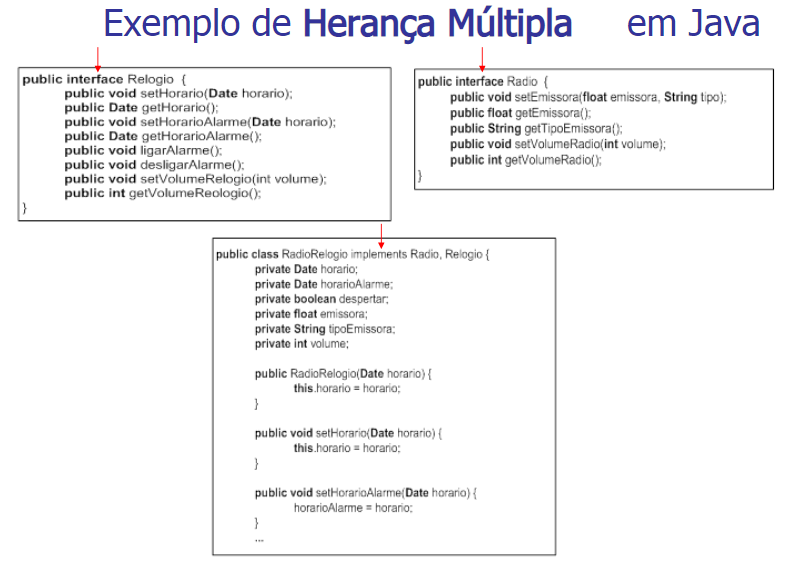 Exemplo de Herança Múltipla em Java
public interface Relogio {
public void setHorario(Date horario);
public Date getHorario();
public void setHorarioAlarme(Date horario);
public Date getHorarioAlarme();
public void ligarAlarme();
public void desligarAlarme();
public void setVolumeRelogio(int volume);
public int getVolumeReologio();
}
public interface Radio {
public void setEmissora(float emissora, String tipo);
public float getEmissora();
public String getTipoEmissora();
public void setVolumeRadio(int volume);
public int getVolumeRadio();
}
public class RadioRelogio implements Radio, Relogio {
private Date horario;
private Date horarioAlarme;
private boolean despertar;
private float emissora;
private String tipoEmissora;
private int volume;
public RadioRelogio(Date horario) {
this.horario = horario;
}
public void setHorario(Date horario) {
this.horario = horario;
}
public void setHorarioAlarme(Date horario) {
horarioAlarme = horario;
}
...